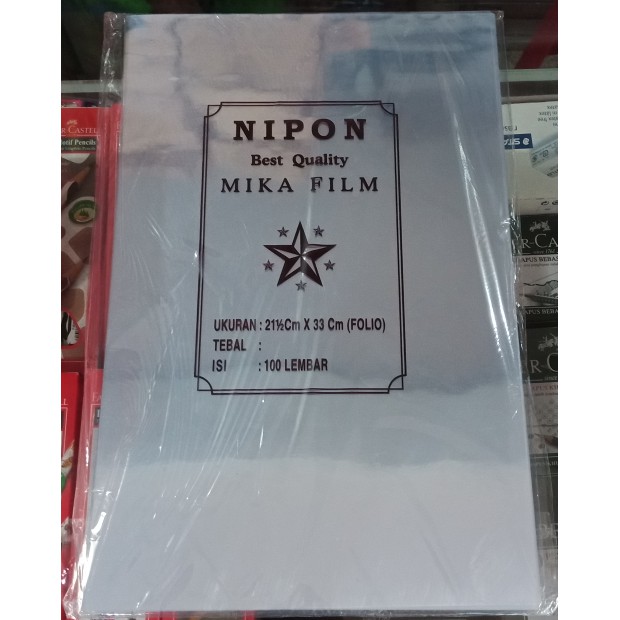 NIPON
Best Quality
MIKA FILM
UKURAN : 21½Cm X 33 Cm (FOLIO)
TEBAL :
ISI : 100 LEMBAR